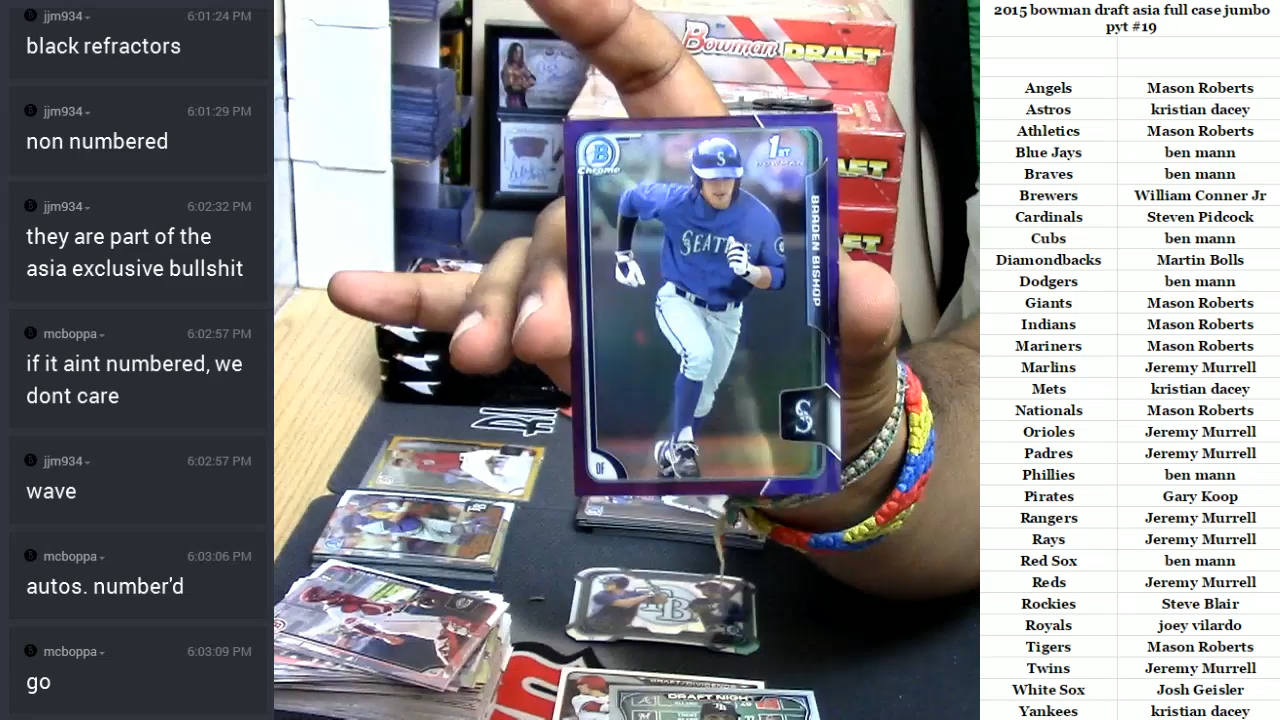 jjm934
6:01:24 PM
black refractors
jjm934
6:01:29 PM
non numbered
jjm934
6:02:32 PM
they are part of the
asia exclusive bullshit
mcboppa
6:02:57 PM
if it aint numbered, we
dont care
jjm934
6:02:57 PM
wave
mcboppa
6:03:06 PM
autos. number'd
mcboppa
6:03:09 PM
go
Bowman DRAFT
B
Chrome
1ST
BOWMAN
S
SEATTLE
BRADEN BISHOP
S
OF
TB
DRAFT NIGHT
2015 bowman draft asia full case jumbo
pyt #19
Angels Mason Roberts
Astros kristian dacey
Athletics Mason Roberts
Blue Jays ben mann
Braves ben mann
Brewers William Conner Jr
Cardinals Steven Pidcock
Cubs ben mann
Diamondbacks Martin Bolls
Dodgers ben mann
Giants Mason Roberts
Indians Mason Roberts
Mariners Mason Roberts
Marlins Jeremy Murrell
Mets kristian dacey
Nationals Mason Roberts
Orioles Jeremy Murrell
Padres Jeremy Murrell
Phillies ben mann
Pirates Gary Koop
Rangers Jeremy Murrell
Rays Jeremy Murrell
Red Sox ben mann
Reds Jeremy Murrell
Rockies Steve Blair
Royals joey vilardo
Tigers Mason Roberts
Twins Jeremy Murrell
White Sox Josh Geisler
Yankees kristian dacey